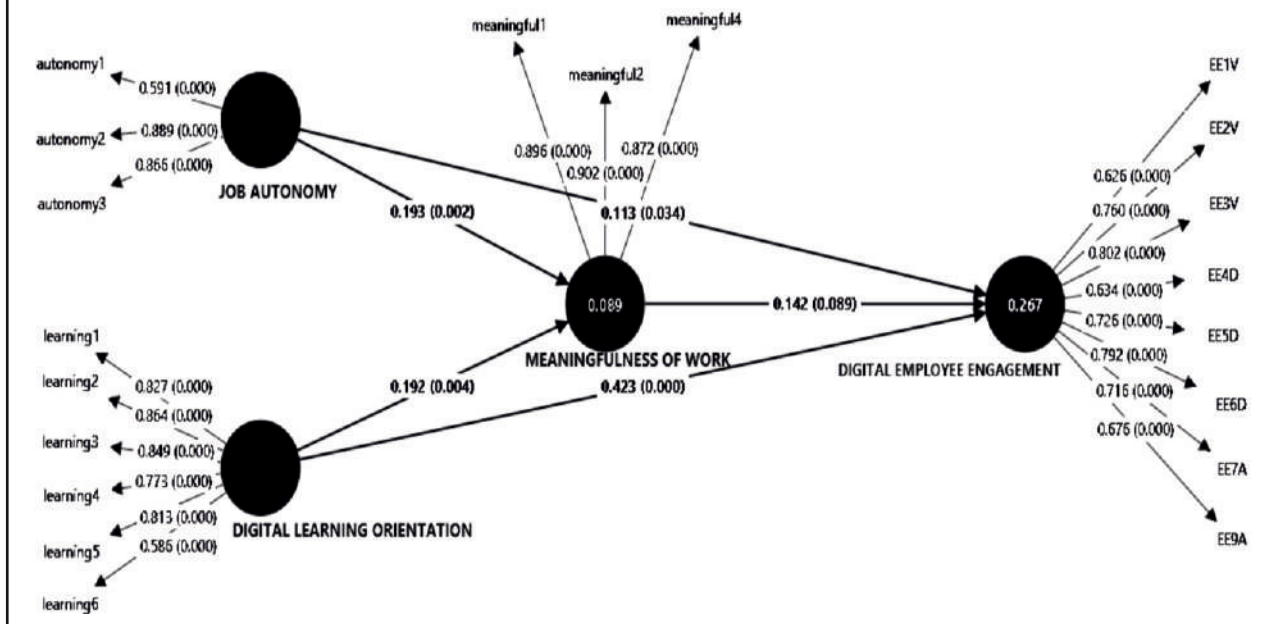 meaningful1
meaningful4
meaningful2
autonomy1
0.591 (0.000)
autonomy2
0.889 (0.000)
0.866 (0.000)
autonomy3
JOB AUTONOMY
0.896 (0.000)
0.872 (0.000)
0.902 (0.000)
0.193 (0.002)
0.113 (0.034)
EE1V
EE2V
0.626 (0.000)
EE3V
0.760 (0.000)
0.802 (0.000)
EE4D
0.634 (0.000)
0.726 (0.000)
EE5D
0.792 (0.000)
EE6D
0.716 (0.000)
0.676 (0.000)
EE7A
EE9A
0.089
0.142 (0.089)
0.267
MEANINGFULNESS OF WORK
DIGITAL EMPLOYEE ENGAGEMENT
0.192 (0.004)
0.423 (0.000)
learning1
0.827 (0.000)
learning2
0.864 (0.000)
learning3
0.849 (0.000)
0.773 (0.000)
learning4
0.813 (0.000)
learning5
0.586 (0.000)
learning6
DIGITAL LEARNING ORIENTATION